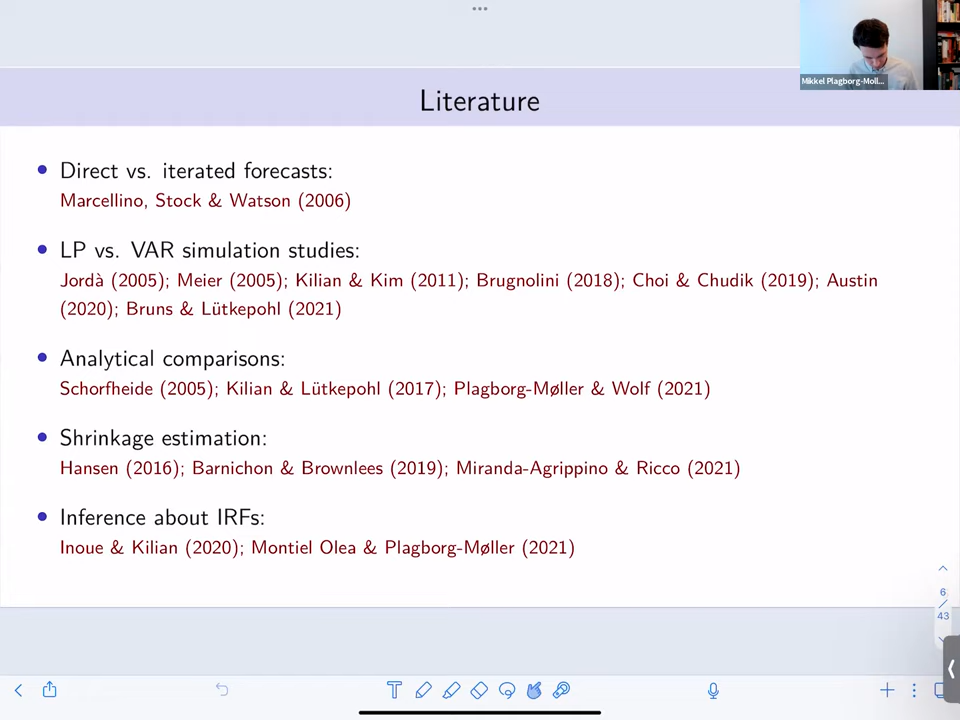 Mikkel Plagborg-Moll...
Literature
• Direct vs. iterated forecasts:
Marcellino, Stock & Watson (2006)
• LP vs. VAR simulation studies:
Jordà (2005); Meier (2005); Kilian & Kim (2011); Brugnolini (2018); Choi & Chudik (2019); Austin
(2020); Bruns & Lütkepohl (2021)
• Analytical comparisons:
Schorfheide (2005); Kilian & Lütkepohl (2017); Plagborg-Møller & Wolf (2021)
• Shrinkage estimation:
Hansen (2016); Barnichon & Brownlees (2019); Miranda-Agrippino & Ricco (2021)
• Inference about IRFs:
Inoue & Kilian (2020); Montiel Olea & Plagborg-Møller (2021)
6
/
43